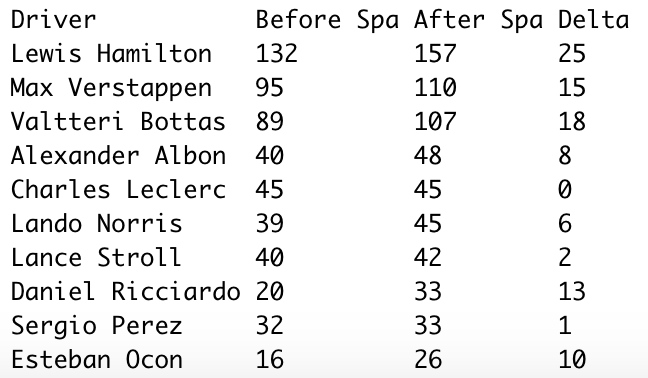 Driver Before Spa After Spa Delta
Lewis Hamilton 132 157 25
Max Verstappen 95 110 15
Valtteri Bottas 89 107 18
Alexander Albon 40 48 8
Charles Leclerc 45 45 0
Lando Norris 39 45 6
Lance Stroll 40 42 2
Daniel Ricciardo 20 33 13
Sergio Perez 32 33 1
Esteban Ocon 16 26 10